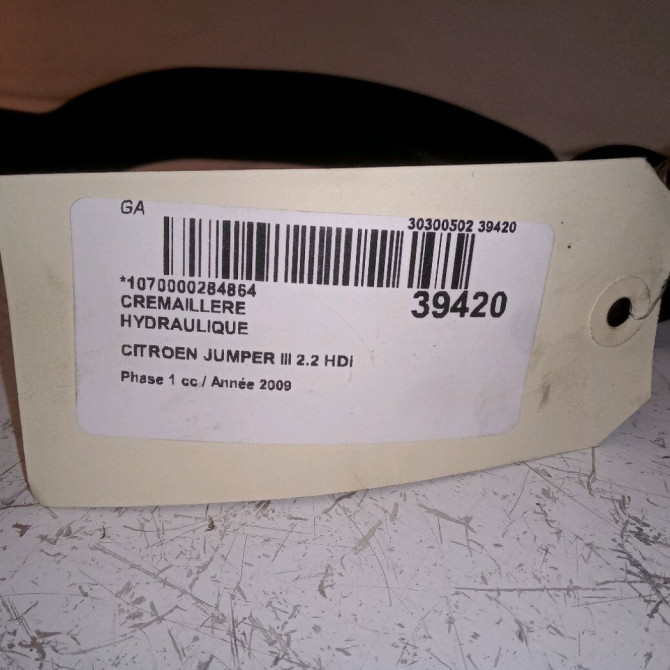 GA
30300502 39420
*1070000284864
39420
CREMAILLERE
HYDRAULIQUE
CITROEN JUMPER III 2.2 HDi
Phase 1 cc / Année 2009